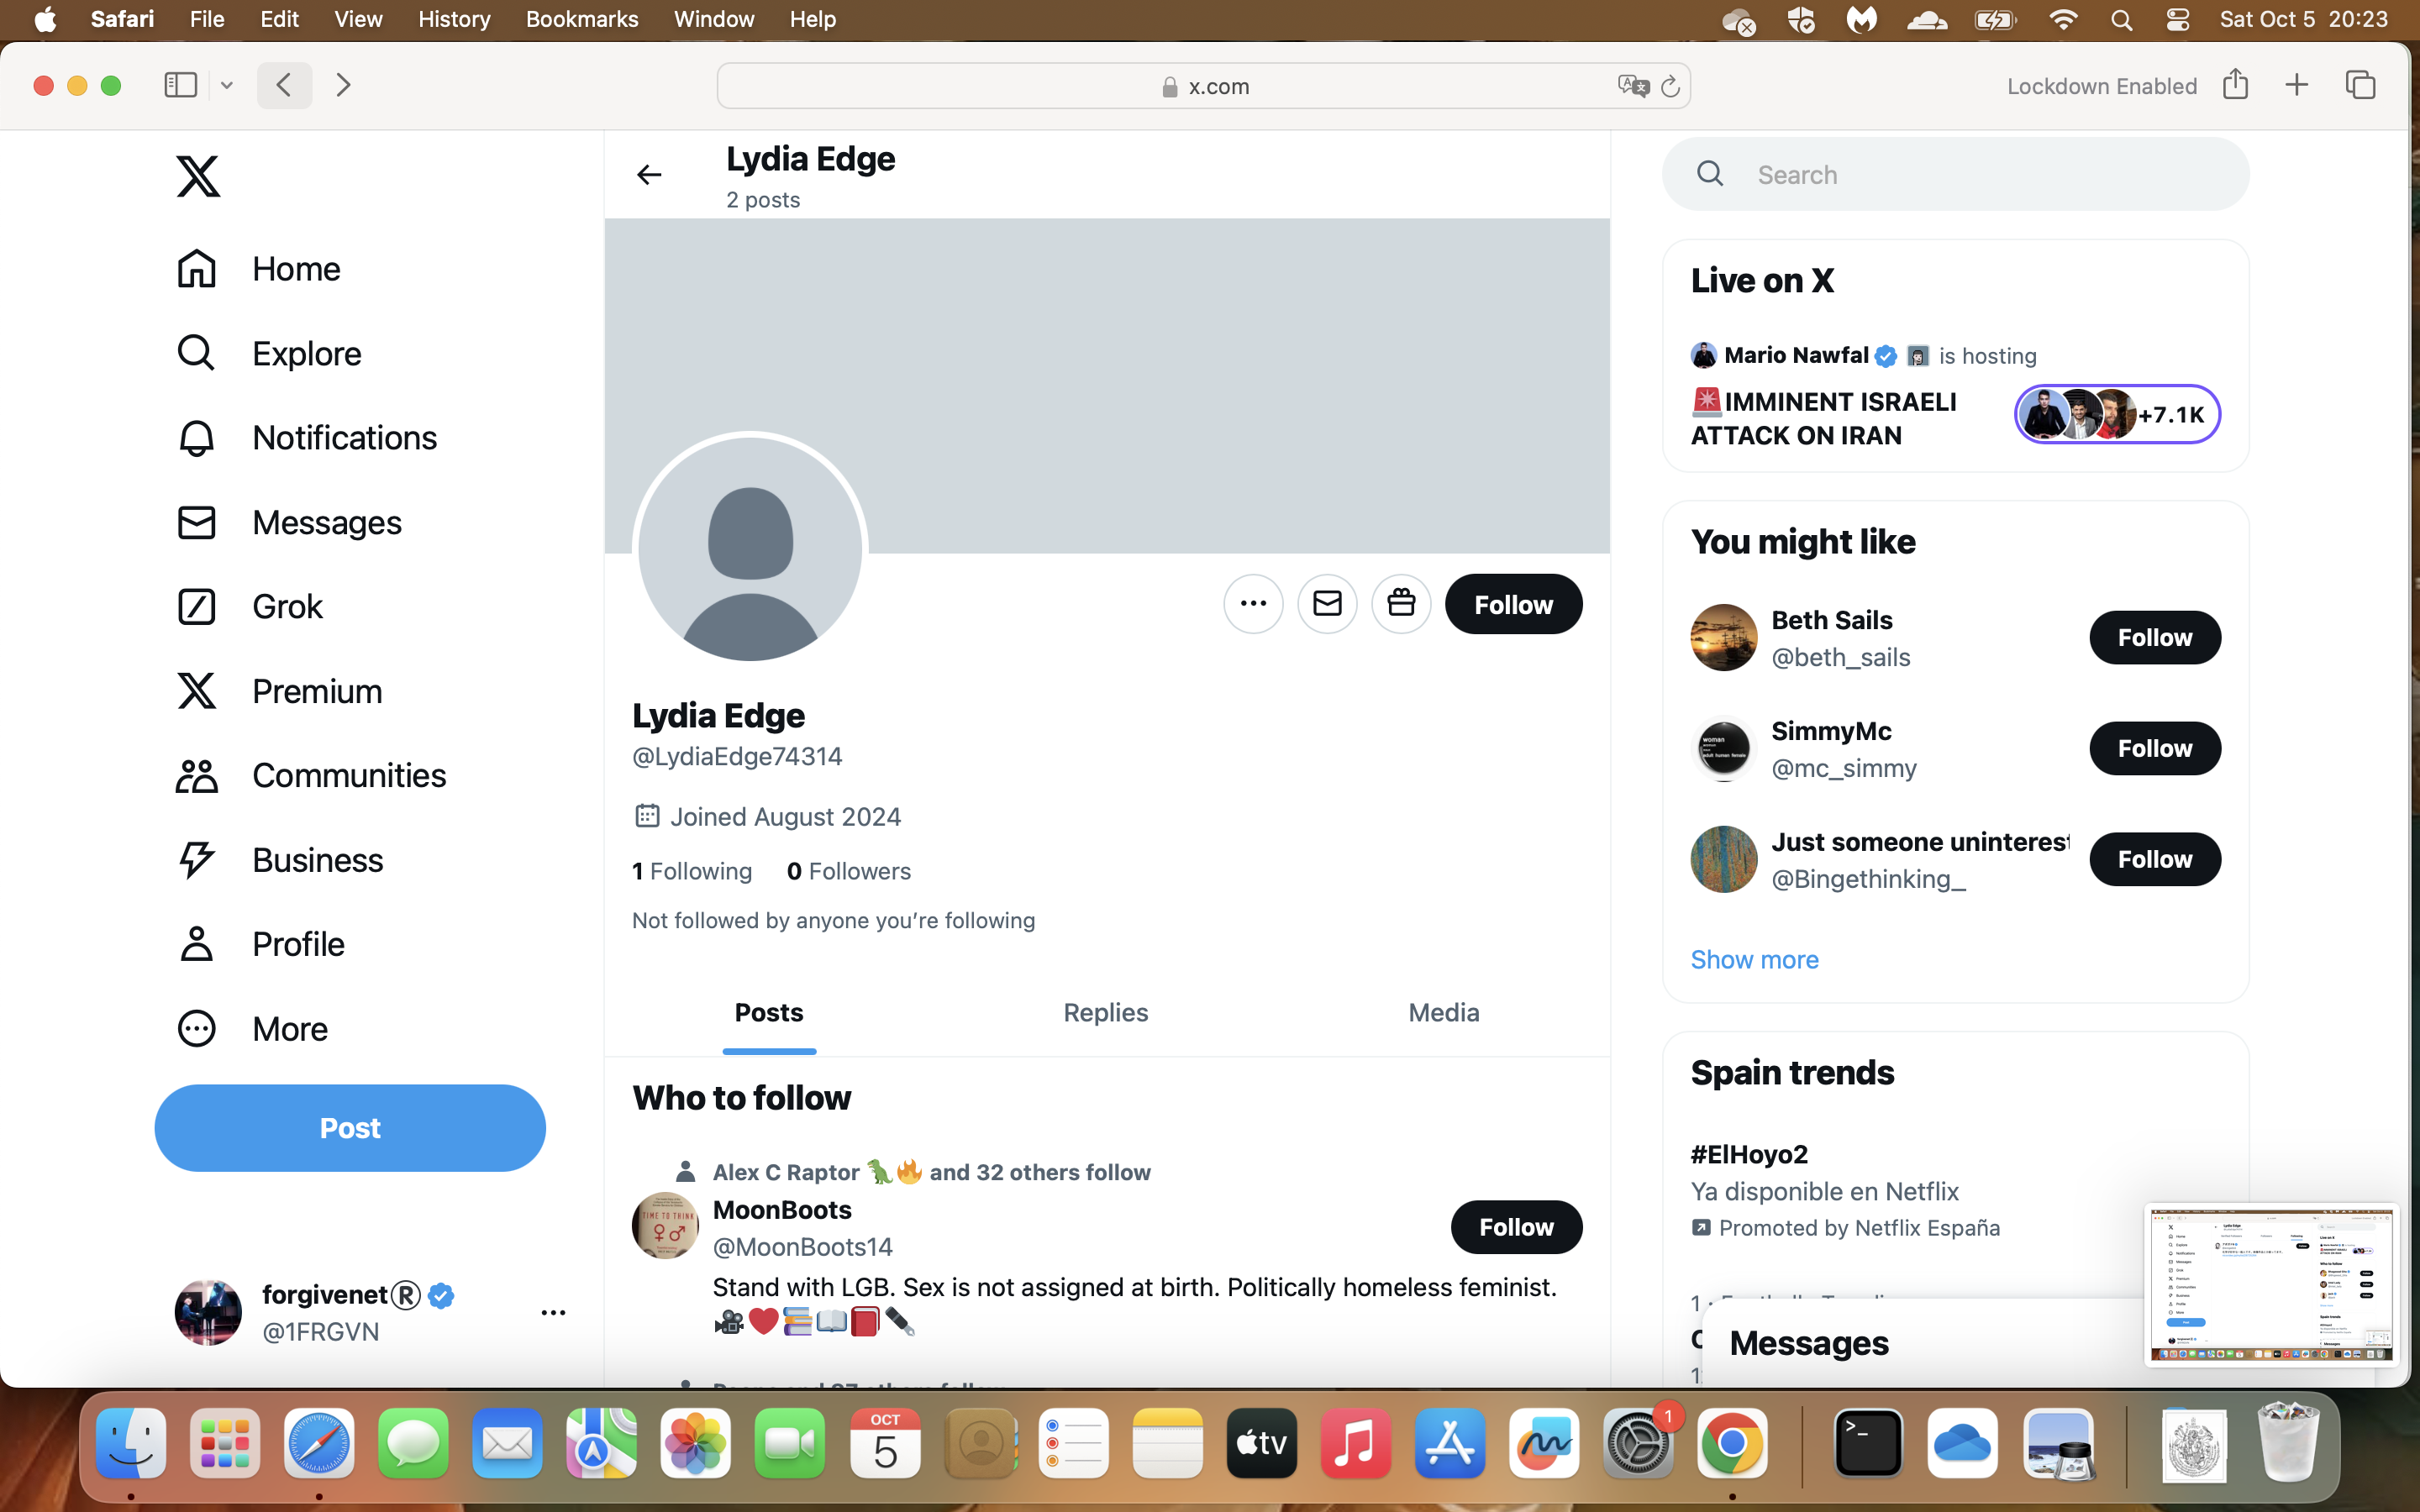 Safari File Edit View History Bookmarks Window Help Sat Oct 5 20:23
x.com Lockdown Enabled
Home
Explore
Notifications
Messages
Grok
Premium
Communities
Business
Profile
More
Post
forgivenet®
@1FRGVN
Lydia Edge
2 posts
Follow
Lydia Edge
@LydiaEdge74314
Joined August 2024
1 Following 0 Followers
Not followed by anyone you’re following
Posts Replies Media
Who to follow
Alex C Raptor 🦖🔥 and 32 others follow
MoonBoots
@MoonBoots14
Follow
Stand with LGB. Sex is not assigned at birth. Politically homeless feminist.
🎥❤️📚📖📕✒️
TIME TO THINK
Search
Live on X
Mario Nawfal is hosting
🚨IMMINENT ISRAELI
ATTACK ON IRAN
+7.1K
You might like
Beth Sails
@beth_sails
Follow
SimmyMc
@mc_simmy
Follow
Just someone uninterest
@Bingethinking_
Follow
Show more
Spain trends
#ElHoyo2
Ya disponible en Netflix
Promoted by Netflix España
Messages
OCT
5
tv
1